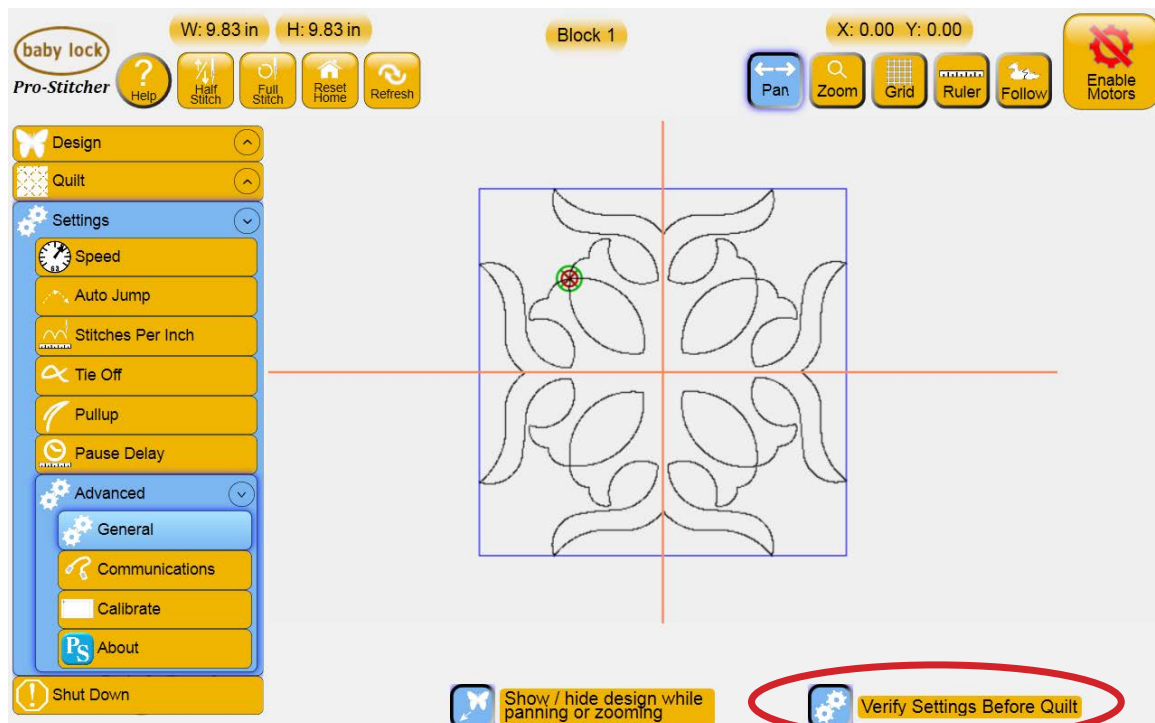 W: 9.83 in H: 9.83 in
Block 1
X: 0.00 Y: 0.00
baby lock
Pro-Stitcher
?
Help
Half
Stitch
Full
Stitch
Reset
Home
Refresh
Pan
Zoom
Grid
Ruler
Follow
Enable
Motors
Design
Quilt
Settings
63
Speed
Auto Jump
Stitches Per Inch
Tie Off
Pullup
Pause Delay
Advanced
General
Communications
Calibrate
PS
About
!
Shut Down
Show / hide design while
panning or zooming
Verify Settings Before Quilt